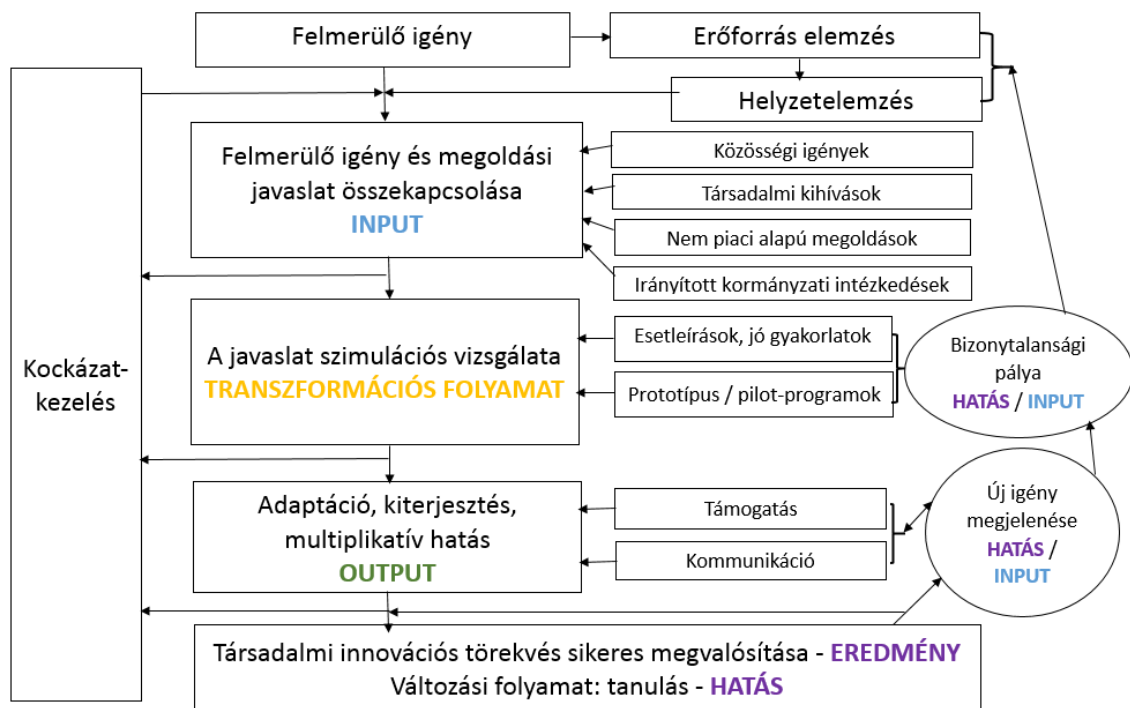 Felmerülő igény
Erőforrás elemzés
Helyzetelemzés
Kockázat-
kezelés
Felmerülő igény és megoldási
javaslat összekapcsolása
INPUT
Közösségi igények
Társadalmi kihívások
Nem piaci alapú megoldások
Irányított kormányzati intézkedések
A javaslat szimulációs vizsgálata
TRANSZFORMÁCIÓS FOLYAMAT
Esetleírások, jó gyakorlatok
Prototípus / pilot-programok
Bizonytalansági
pálya
HATÁS / INPUT
Adaptáció, kiterjesztés,
multiplikatív hatás
OUTPUT
Támogatás
Kommunikáció
Új igény
megjelenése
HATÁS /
INPUT
Társadalmi innovációs törekvés sikeres megvalósítása - EREDMÉNY
Változási folyamat: tanulás - HATÁS